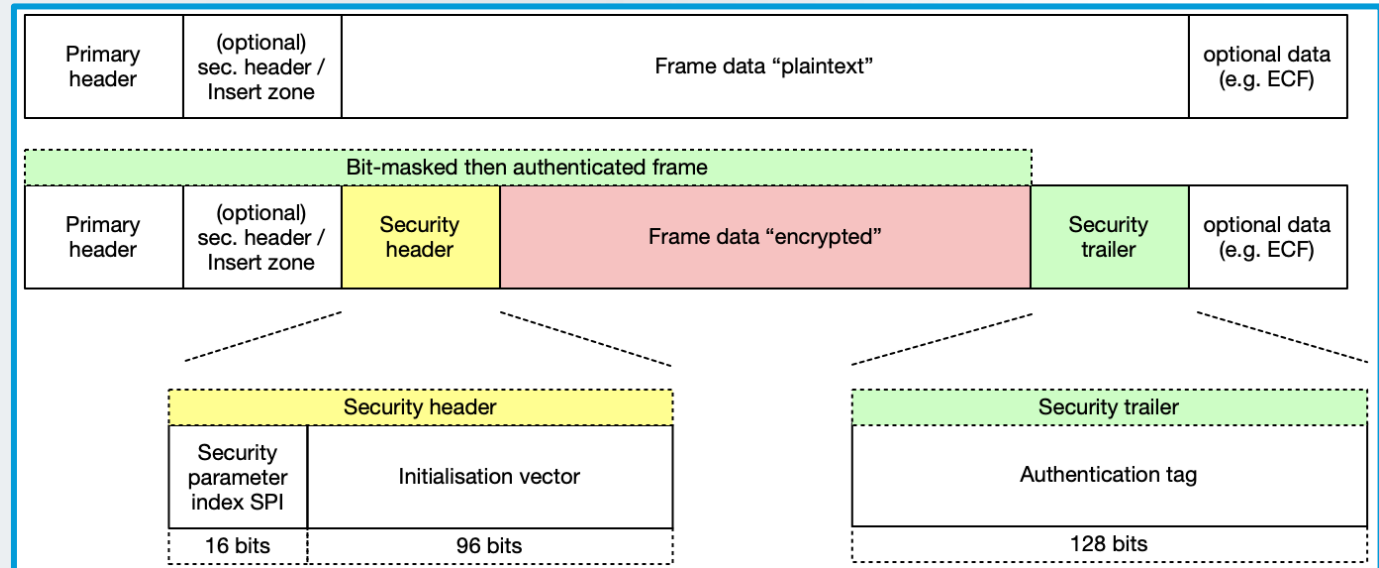 Primary
header
(optional)
sec. header /
Insert zone
Frame data “plaintext”
optional data
(e.g. ECF)
Bit-masked then authenticated frame
Primary
header
(optional)
sec. header /
Insert zone
Security
header
Frame data “encrypted”
Security
trailer
optional data
(e.g. ECF)
Security header
Security
parameter
index SPI
Initialisation vector
16 bits
96 bits
Security trailer
Authentication tag
128 bits